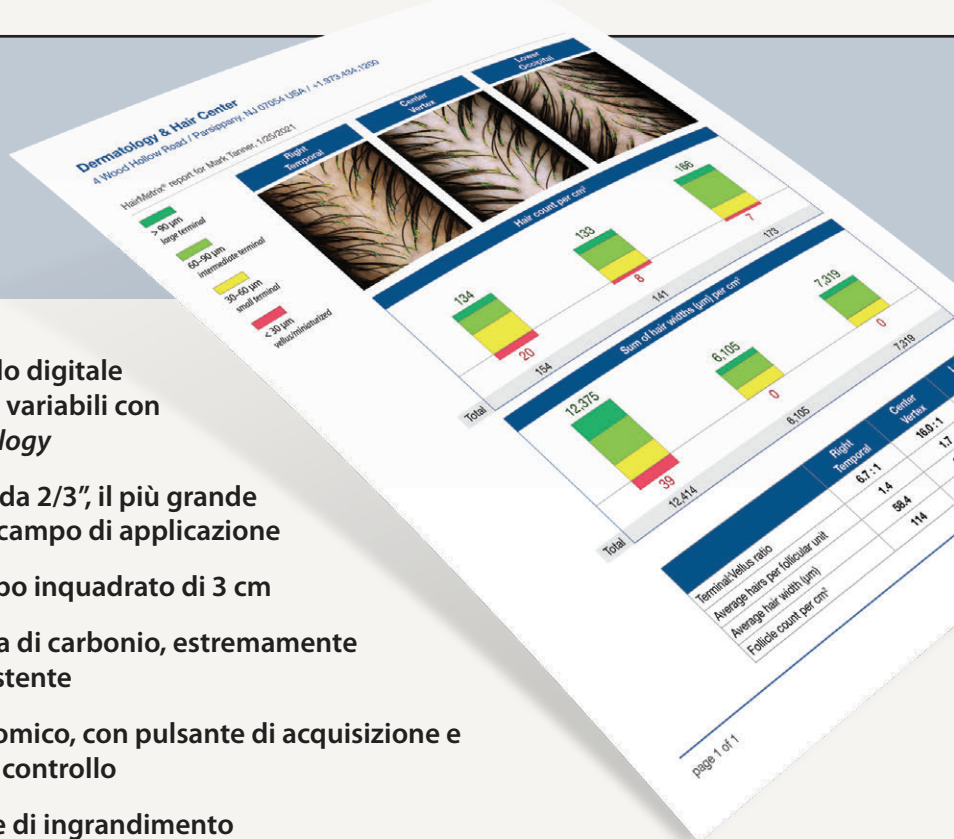 Dermatology & Hair Center
4 Wood Hollow Road / Parsippany, NJ 07054 USA / +1.973.434.1200
HairMetrix® report for Mark Tanner, 1/25/2021
> 90 µm
large terminal
60–90 µm
intermediate terminal
30–60 µm
small terminal
< 30 µm
vellus/miniaturized
Right
Temporal
Center
Vertex
Lower
Occipital
Hair count per cm²
134
133
166
20
8
7
Total
154
141
173
Sum of hair widths (µm) per cm²
12,375
6,105
7,319
39
0
0
Total
12,414
6,105
7,319
Right
Temporal
Center
Vertex
Terminal:Vellus ratio
6.7 : 1
16.0 : 1
Average hairs per follicular unit
1.4
1.7
Average hair width (µm)
58.4
Follicle count per cm²
114
page 1 of 1
lo digitale
variabili con
logy
da 2/3”, il più grande
campo di applicazione
po inquadrato di 3 cm
a di carbonio, estremamente
stente
omico, con pulsante di acquisizione e
controllo
e di ingrandimento